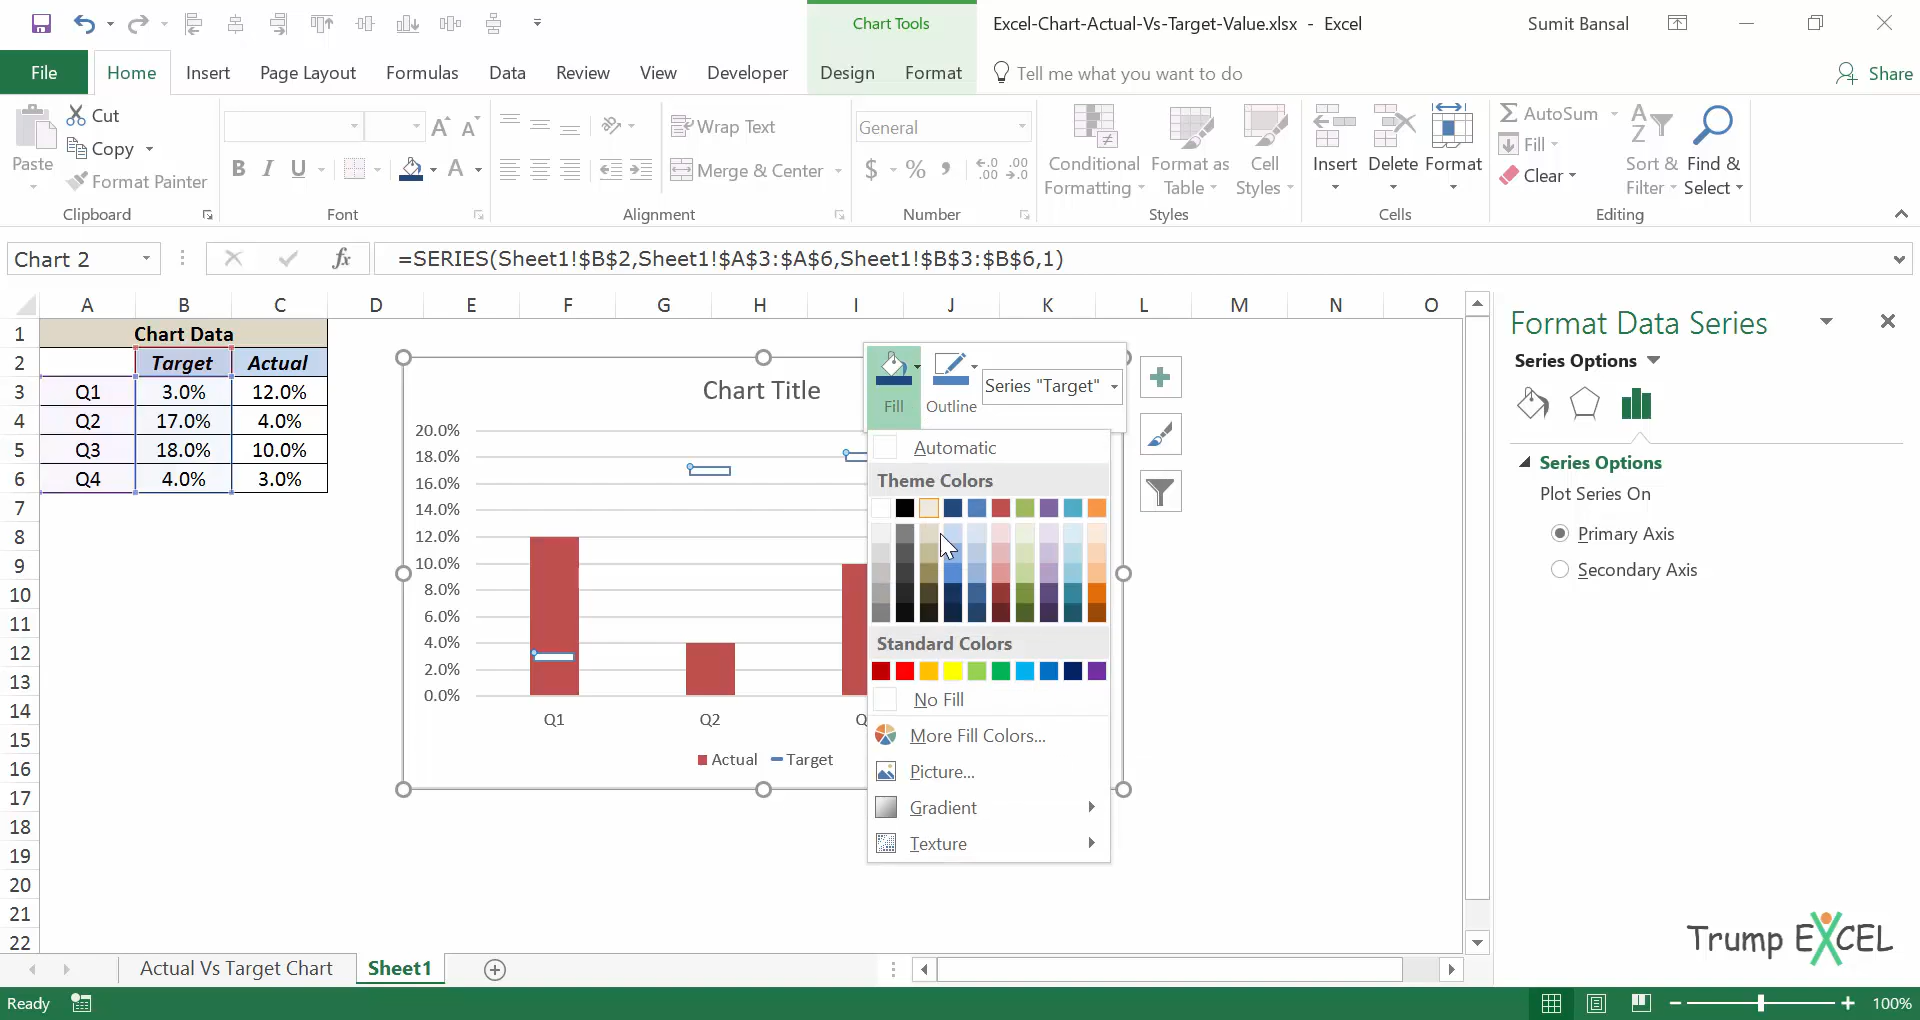 Chart Tools
Excel-Chart-Actual-Vs-Target-Value.xlsx - Excel
Sumit Bansal
File Home Insert Page Layout Formulas Data Review View Developer Design Format Tell me what you want to do Share
Cut
Copy
Format Painter
Paste
Clipboard
B I U A
Font
Wrap Text
Merge & Center
Alignment
General
$ % ,
Number
Conditional Formatting
Format as Table
Cell Styles
Styles
Insert Delete Format
Cells
AutoSum
Fill
Clear
Sort & Filter
Find & Select
Editing
Chart 2
fx
=SERIES(Sheet1!$B$2,Sheet1!$A$3:$A$6,Sheet1!$B$3:$B$6,1)
A B C D E F G H I J K L M N O
1 Chart Data
2 Target Actual
3 Q1 3.0% 12.0%
4 Q2 17.0% 4.0%
5 Q3 18.0% 10.0%
6 Q4 4.0% 3.0%
7
8
9
10
11
12
13
14
15
16
17
18
19
20
21
22
Chart Title
20.0%
18.0%
16.0%
14.0%
12.0%
10.0%
8.0%
6.0%
4.0%
2.0%
0.0%
Q1 Q2 Q
Actual Target
Fill
Outline
Series "Target"
Automatic
Theme Colors
Standard Colors
No Fill
More Fill Colors...
Picture...
Gradient
Texture
Format Data Series
Series Options
Series Options
Plot Series On
Primary Axis
Secondary Axis
Trump EXCEL
Actual Vs Target Chart Sheet1
Ready
100%